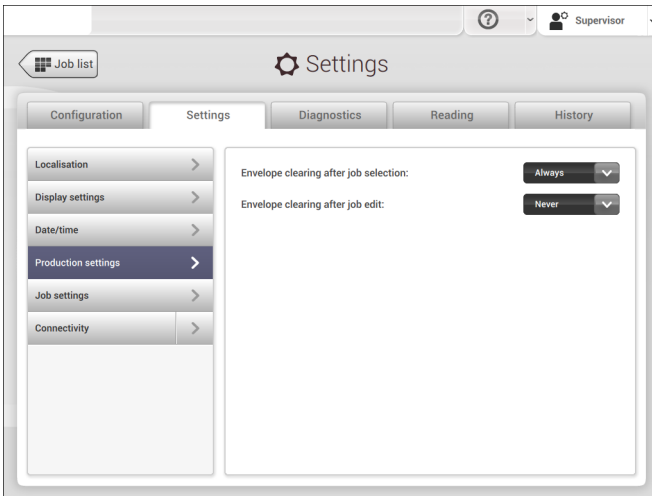 ? Supervisor
Job list Settings
Configuration Settings Diagnostics Reading History
Localisation
Display settings
Date/time
Production settings
Job settings
Connectivity
Envelope clearing after job selection: Always
Envelope clearing after job edit: Never